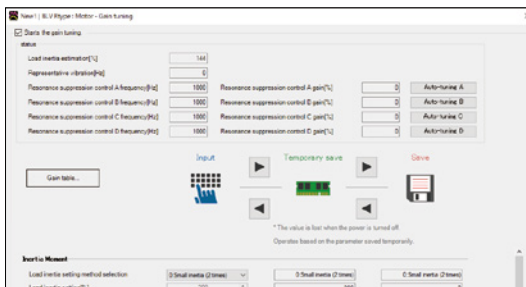 New1 | BLV Rtype : Motor - Gain tuning
Starts the gain tuning
status
Load inertia estimation[%] 144
Representative vibration[Hz] 0
Resonance suppression control A frequency[Hz] 1000 Resonance suppression control A gain[%] 0 Auto-tuning A
Resonance suppression control B frequency[Hz] 1000 Resonance suppression control B gain[%] 0 Auto-tuning B
Resonance suppression control C frequency[Hz] 1000 Resonance suppression control C gain[%] 0 Auto-tuning C
Resonance suppression control D frequency[Hz] 1000 Resonance suppression control D gain[%] 0 Auto-tuning D
Input Temporary save Save
Gain table...
* The value is lost when the power is turned off.
Operates based on the parameter saved temporarily.
Inertia Moment
Load inertia setting method selection 0:Small inertia (2 times) 0:Small inertia (2 times) 0:Small inertia (2 times)